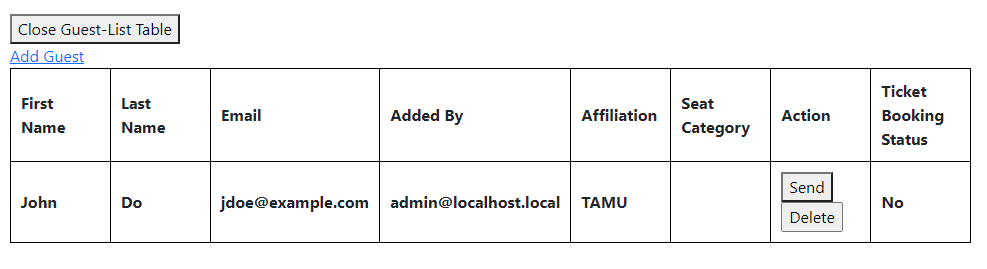 Close Guest-List Table
Add Guest
First Name
Last Name
Email
Added By
Affiliation
Seat Category
Action
Ticket Booking Status
John
Do
jdoe@example.com
admin@localhost.local
TAMU
Send
Delete
No